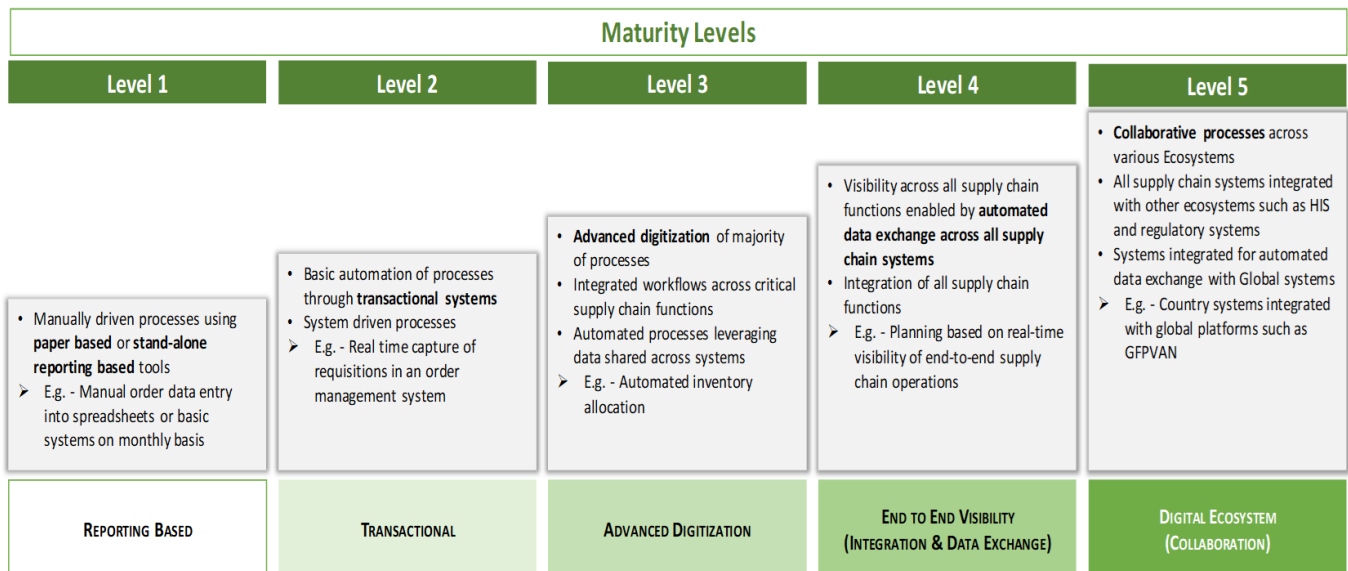 Maturity Levels
Level 1
Level 2
Level 3
Level 4
Level 5
• Manually driven processes using
paper based or stand-alone
reporting based tools
➢ E.g. - Manual order data entry
into spreadsheets or basic
systems on monthly basis
• Basic automation of processes
through transactional systems
• System driven processes
➢ E.g. - Real time capture of
requisitions in an order
management system
• Advanced digitization of majority
of processes
• Integrated workflows across critical
supply chain functions
• Automated processes leveraging
data shared across systems
➢ E.g. - Automated inventory
allocation
• Visibility across all supply chain
functions enabled by automated
data exchange across all supply
chain systems
• Integration of all supply chain
functions
➢ E.g. - Planning based on real-time
visibility of end-to-end supply
chain operations
• Collaborative processes across
various Ecosystems
• All supply chain systems integrated
with other ecosystems such as HIS
and regulatory systems
• Systems integrated for automated
data exchange with Global systems
➢ E.g. - Country systems integrated
with global platforms such as
GFPVAN
REPORTING BASED
TRANSACTIONAL
ADVANCED DIGITIZATION
END TO END VISIBILITY
(INTEGRATION & DATA EXCHANGE)
DIGITAL ECOSYSTEM
(COLLABORATION)